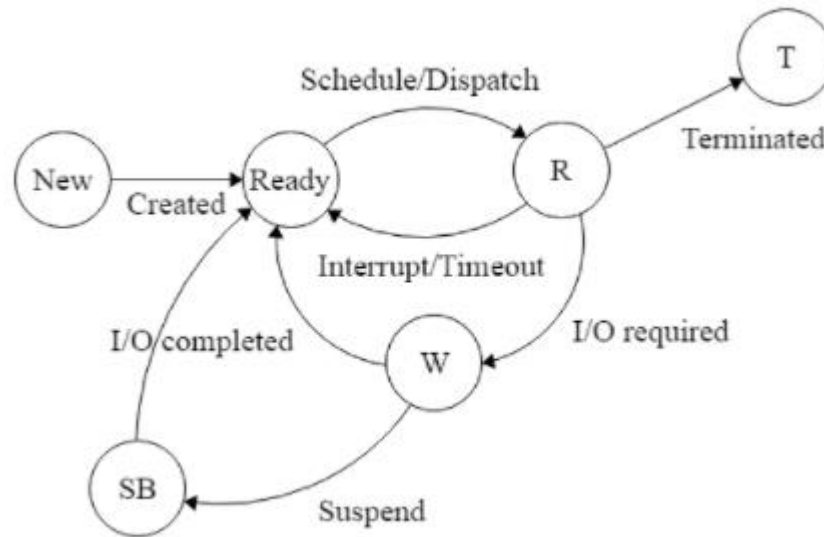 T
Schedule/Dispatch
Terminated
New
Ready
R
Created
Interrupt/Timeout
I/O completed
W
I/O required
SB
Suspend